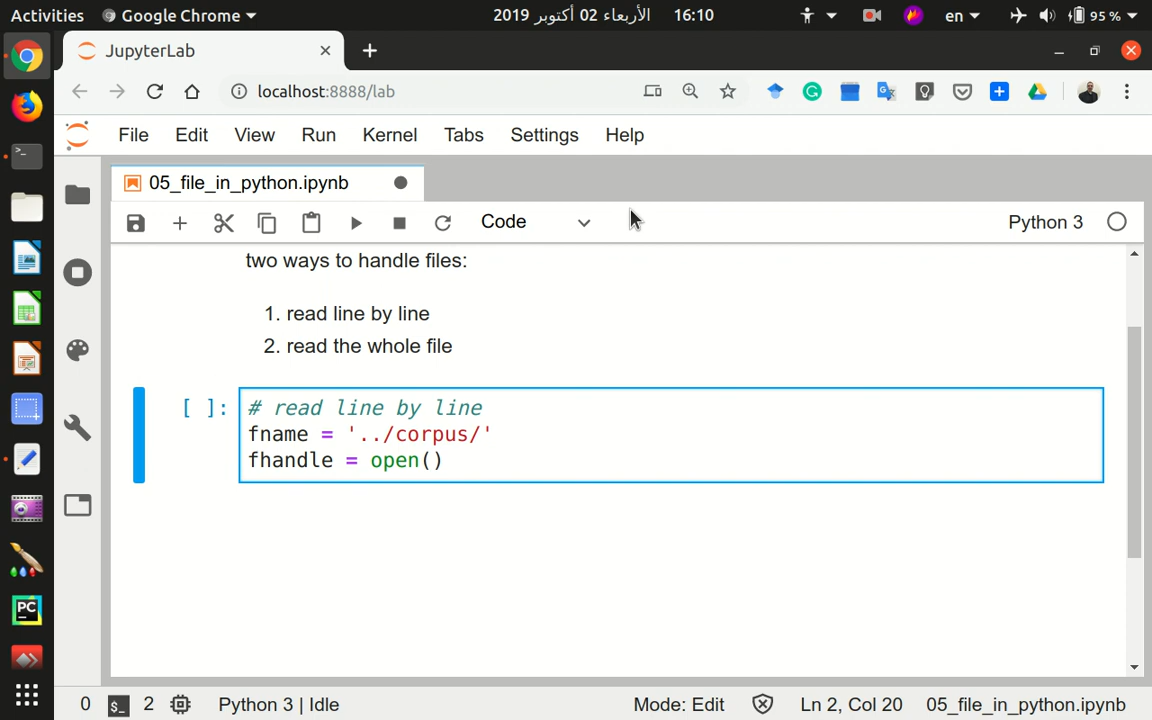 Activities Google Chrome الأربعاء 02 أكتوبر 2019 16:10 en 95 %
JupyterLab
localhost:8888/lab
File Edit View Run Kernel Tabs Settings Help
05_file_in_python.ipynb
Code Python 3
two ways to handle files:
1. read line by line
2. read the whole file
[ ]: # read line by line
fname = '../corpus/'
fhandle = open()
PC
0 $_ 2 Python 3 | Idle Mode: Edit Ln 2, Col 20 05_file_in_python.ipynb